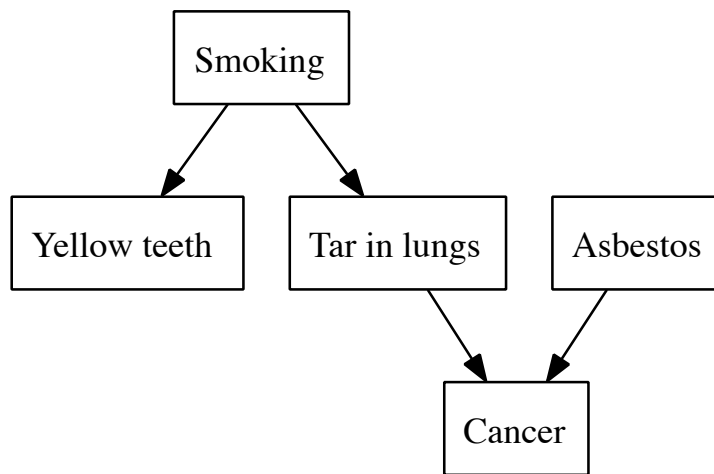 Smoking
Yellow teeth
Tar in lungs
Asbestos
Cancer